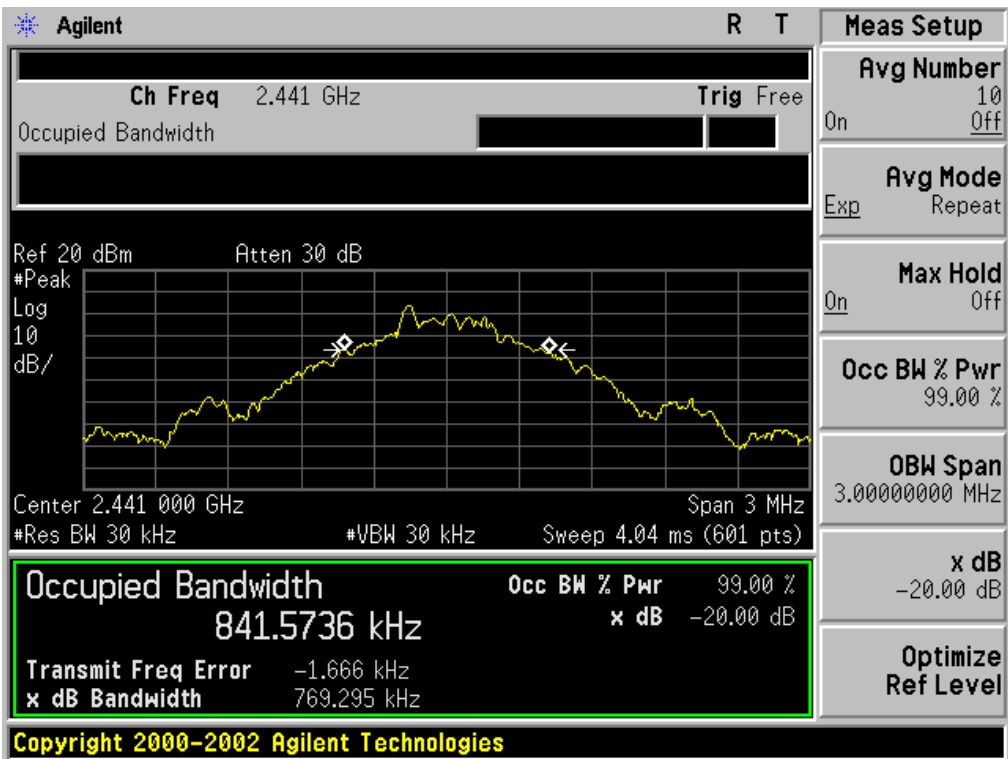 Agilent R T
Ch Freq 2.441 GHz Trig Free
Occupied Bandwidth
Ref 20 dBm Atten 30 dB
#Peak
Log
10
dB/
Center 2.441 000 GHz Span 3 MHz
#Res BW 30 kHz #VBW 30 kHz Sweep 4.04 ms (601 pts)
Occupied Bandwidth Occ BW % Pwr 99.00 %
841.5736 kHz x dB -20.00 dB
Transmit Freq Error -1.666 kHz
x dB Bandwidth 769.295 kHz
Copyright 2000-2002 Agilent Technologies
Meas Setup
Avg Number
10
On Off
Avg Mode
Exp Repeat
Max Hold
On Off
Occ BW % Pwr
99.00 %
OBW Span
3.00000000 MHz
x dB
-20.00 dB
Optimize
Ref Level